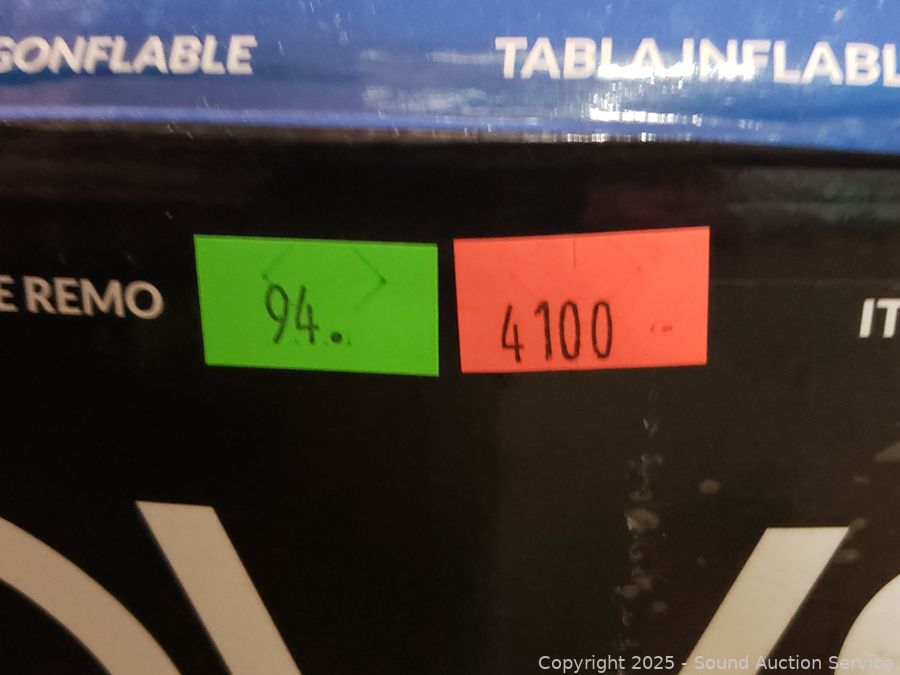 GONFLABLE TABLA INFLABL
E REMO 94. 4100 IT
Copyright 2025 - Sound Auction Service